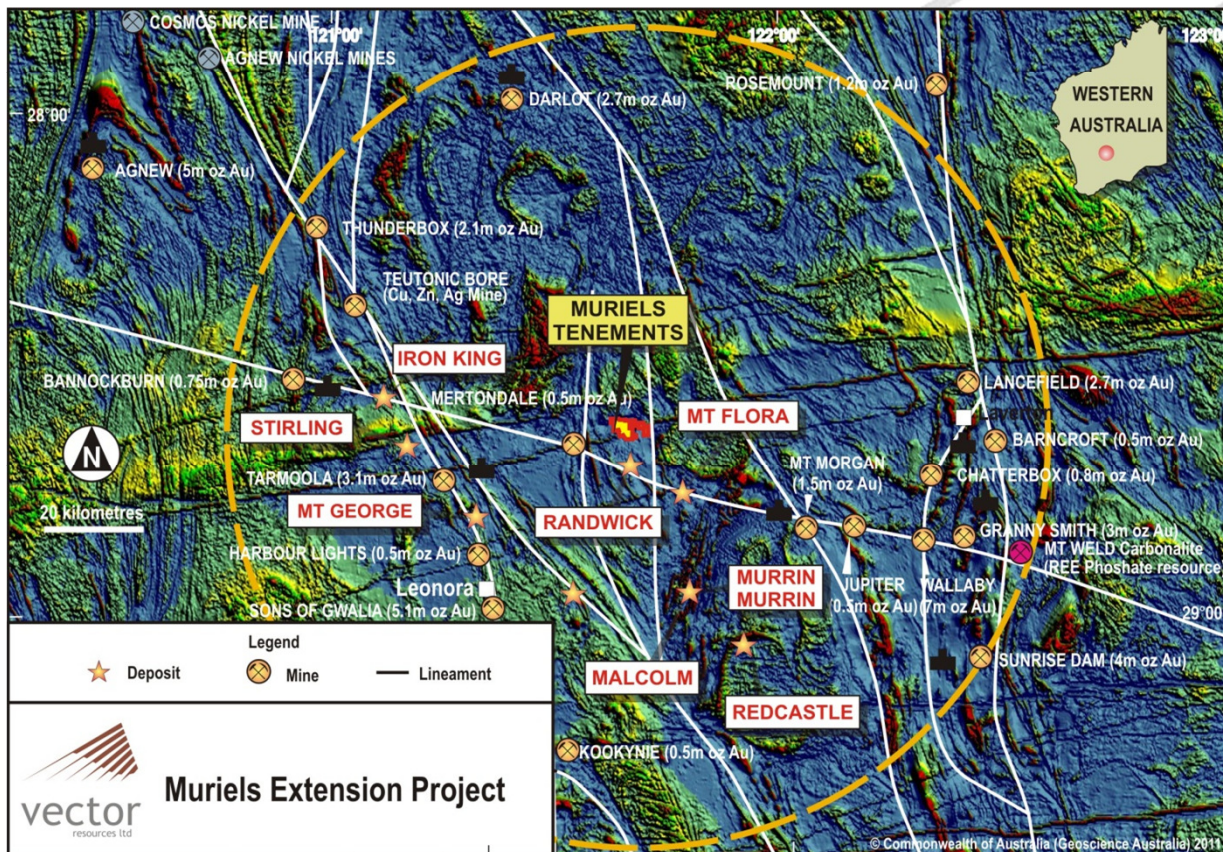 COSMOS NICKEL MINE
AGNEW NICKEL MINES
121°00'
122°00'
123°00'
28°00'
DARLOT (2.7m oz Au)
ROSEMOUNT (1.2m oz Au)
WESTERN
AUSTRALIA
AGNEW (5m oz Au)
THUNDERBOX (2.1m oz Au)
TEUTONIC BORE
(Cu, Zn, Ag Mine)
MURIELS
TENEMENTS
IRON KING
BANNOCKBURN (0.75m oz Au)
MERTONDALE (0.5m oz Au)
LANCEFIELD (2.7m oz Au)
Laverton
STIRLING
MT FLORA
BARNCROFT (0.5m oz Au)
N
TARMOOLA (3.1m oz Au)
MT MORGAN
(1.5m oz Au)
CHATTERBOX (0.8m oz Au)
20 kilometres
MT GEORGE
RANDWICK
GRANNY SMITH (3m oz Au)
HARBOUR LIGHTS (0.5m oz Au)
MT WELD Carbonalite
(REE Phoshate resource)
Leonora
MURRIN
MURRIN
JUPITER
(0.5m oz Au)
WALLABY
(7m oz Au)
SONS OF GWALIA (5.1m oz Au)
29°00'
SUNRISE DAM (4m oz Au)
MALCOLM
REDCASTLE
KOOKYNIE (0.5m oz Au)
Legend
Deposit
Mine
Lineament
vector
resources ltd
Muriels Extension Project
© Commonwealth of Australia (Geoscience Australia) 2011